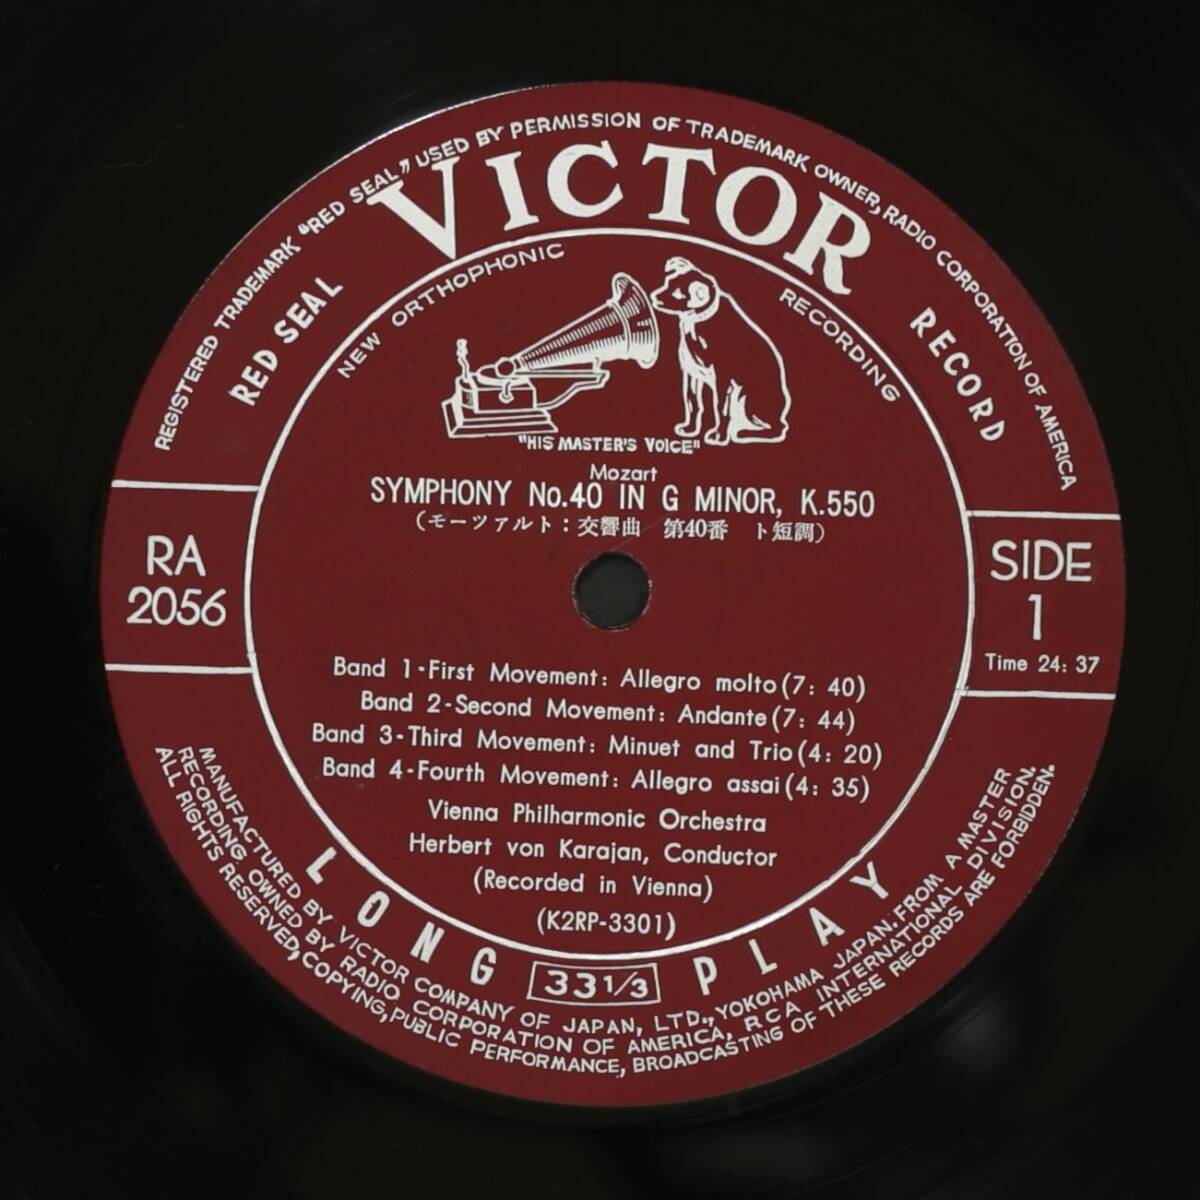 REGISTERED TRADEMARK "RED SEAL" USED BY PERMISSION OF TRADEMARK OWNER, RADIO CORPORATION OF AMERICA
VICTOR
RED SEAL
RECORD
NEW ORTHOPHONIC
RECORDING
"HIS MASTER'S VOICE"
Mozart
SYMPHONY No.40 IN G MINOR, K.550
(モーツァルト:交響曲 第40番 ト短調)
RA
2056
SIDE
1
Time 24: 37
Band 1-First Movement: Allegro molto(7: 40)
Band 2-Second Movement: Andante(7: 44)
Band 3-Third Movement: Minuet and Trio(4: 20)
Band 4-Fourth Movement: Allegro assai(4: 35)
Vienna Philharmonic Orchestra
Herbert von Karajan, Conductor
(Recorded in Vienna)
(K2RP-3301)
LONG 33 1/3 PLAY
MANUFACTURED BY VICTOR COMPANY OF JAPAN, LTD., YOKOHAMA JAPAN. FROM A MASTER
RECORDING, OWNED BY RADIO CORPORATION OF AMERICA, RCA INTERNATIONAL DIVISION.
ALL RIGHTS RESERVED, COPYING, PUBLIC PERFORMANCE, BROADCASTING OF THESE RECORDS ARE FORBIDDEN.